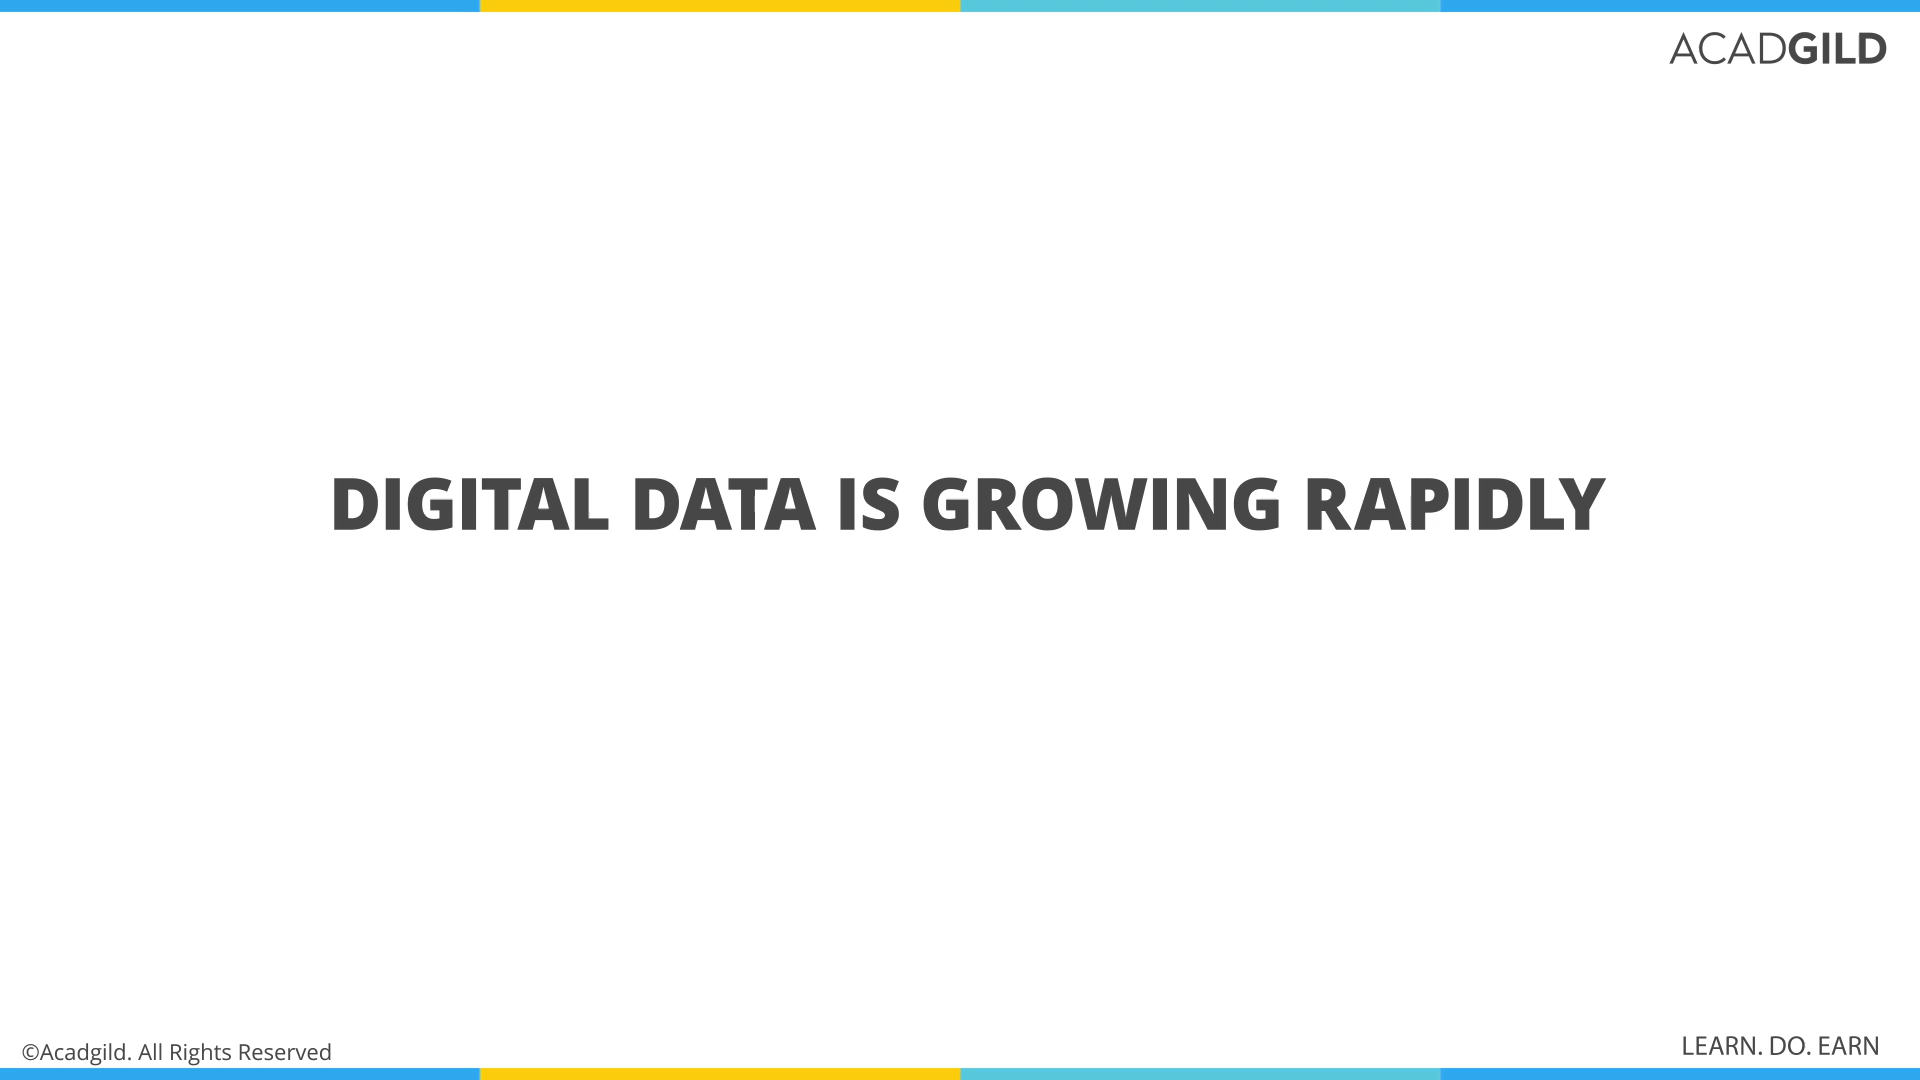 ACADGILD
DIGITAL DATA IS GROWING RAPIDLY
©Acadgild. All Rights Reserved
LEARN. DO. EARN